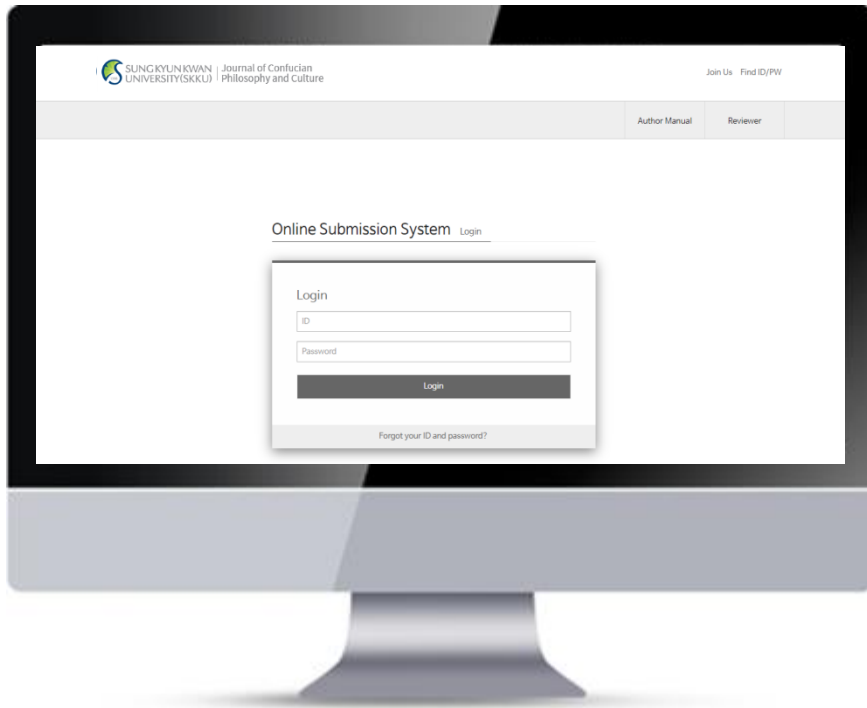 SUNGKYUNKWAN UNIVERSITY(SKKU)
Journal of Confucian Philosophy and Culture
Join Us Find ID/PW
Author Manual Reviewer
Online Submission System Login
Login
ID
Password
Login
Forgot your ID and password?